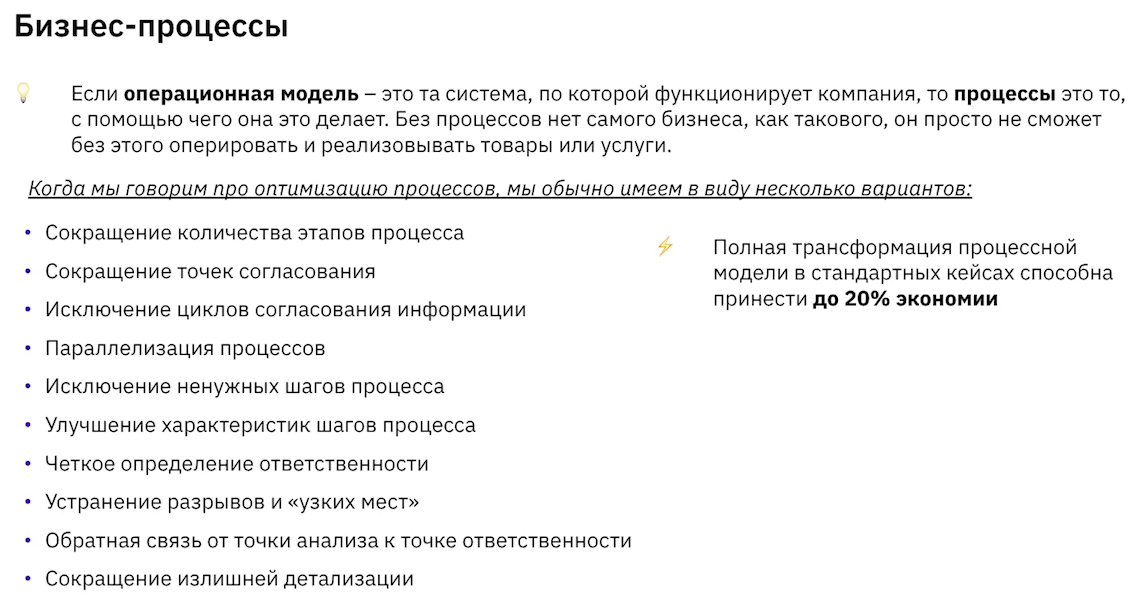 Бизнес-процессы
Если операционная модель – это та система, по которой функционирует компания, то процессы это то,
с помощью чего она это делает. Без процессов нет самого бизнеса, как такового, он просто не сможет
без этого оперировать и реализовывать товары или услуги.
Когда мы говорим про оптимизацию процессов, мы обычно имеем в виду несколько вариантов:
• Сокращение количества этапов процесса
• Сокращение точек согласования
• Исключение циклов согласования информации
• Параллелизация процессов
• Исключение ненужных шагов процесса
• Улучшение характеристик шагов процесса
• Четкое определение ответственности
• Устранение разрывов и «узких мест»
• Обратная связь от точки анализа к точке ответственности
• Сокращение излишней детализации
Полная трансформация процессной
модели в стандартных кейсах способна
принести до 20% экономии